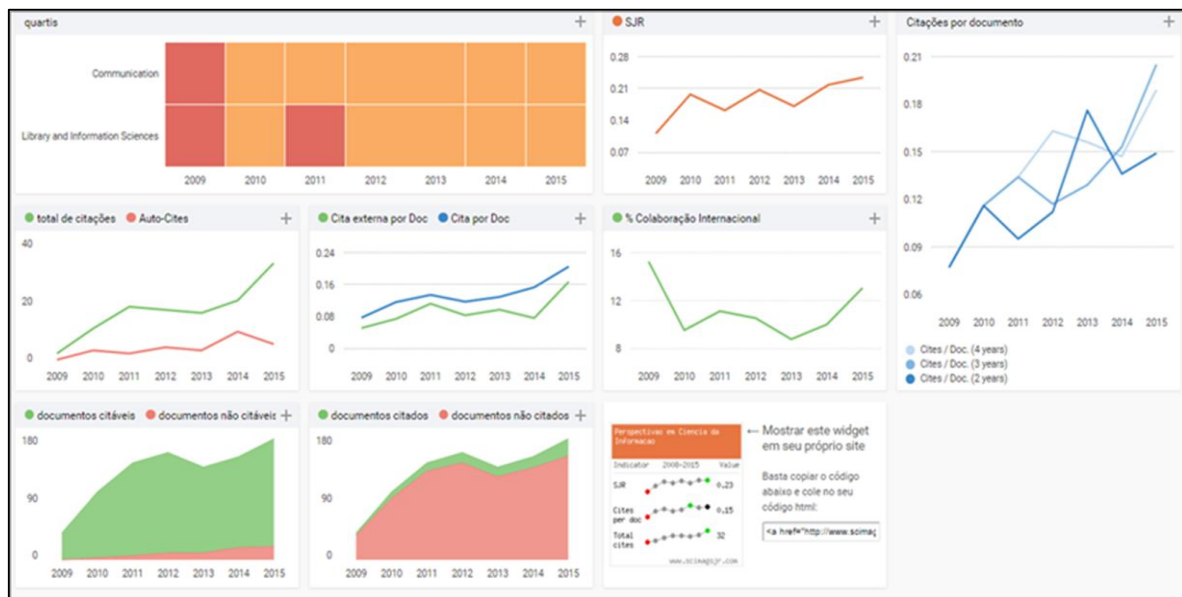 quartis +
Communication
Library and Information Sciences
2009 2010 2011 2012 2013 2014 2015
SJR +
0.28
0.21
0.14
0.07
2009 2010 2011 2012 2013 2014 2015
Citações por documento +
0.21
0.18
0.15
0.12
0.09
0.06
2009 2010 2011 2012 2013 2014 2015
Cites / Doc. (4 years)
Cites / Doc. (3 years)
Cites / Doc. (2 years)
total de citações Auto-Cites +
40
20
0
2009 2010 2011 2012 2013 2014 2015
Cita externa por Doc Cita por Doc +
0.24
0.16
0.08
0
2009 2010 2011 2012 2013 2014 2015
% Colaboração Internacional +
16
12
8
2009 2010 2011 2012 2013 2014 2015
documentos citáveis documentos não citáveis +
180
90
0
2009 2010 2011 2012 2013 2014 2015
documentos citados documentos não citados +
180
90
0
2009 2010 2011 2012 2013 2014 2015
Perspectivas em Ciencia da
Informacao
Indicator 2008-2015 Value
SJR 0.23
Cites
per doc 0.15
Total
cites 32
www.scimagojr.com
← Mostrar este widget
em seu próprio site
Basta copiar o código
abaixo e cole no seu
código html:
<a href="http://www.scimag